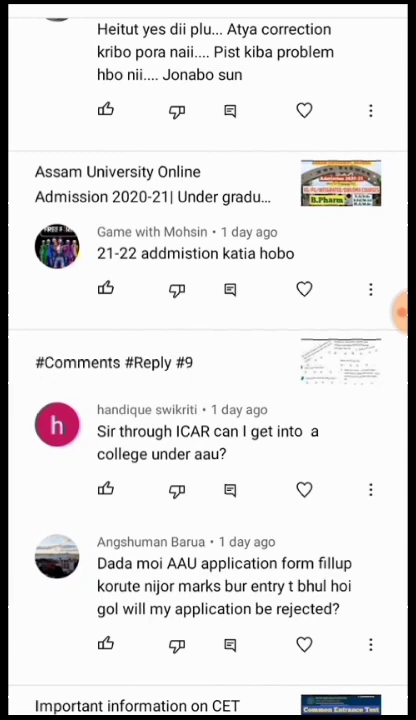 Heitut yes dii plu... Atya correction
kribo pora naii.... Pist kiba problem
hbo nii.... Jonabo sun
Assam University Online
Admission 2020-21| Under gradu...
B.Pharm
Game with Mohsin • 1 day ago
21-22 addmistion katia hobo
#Comments #Reply #9
h
handique swikriti • 1 day ago
Sir through ICAR can I get into a
college under aau?
Angshuman Barua • 1 day ago
Dada moi AAU application form fillup
korute nijor marks bur entry t bhul hoi
gol will my application be rejected?
Important information on CET
Common Entrance Test